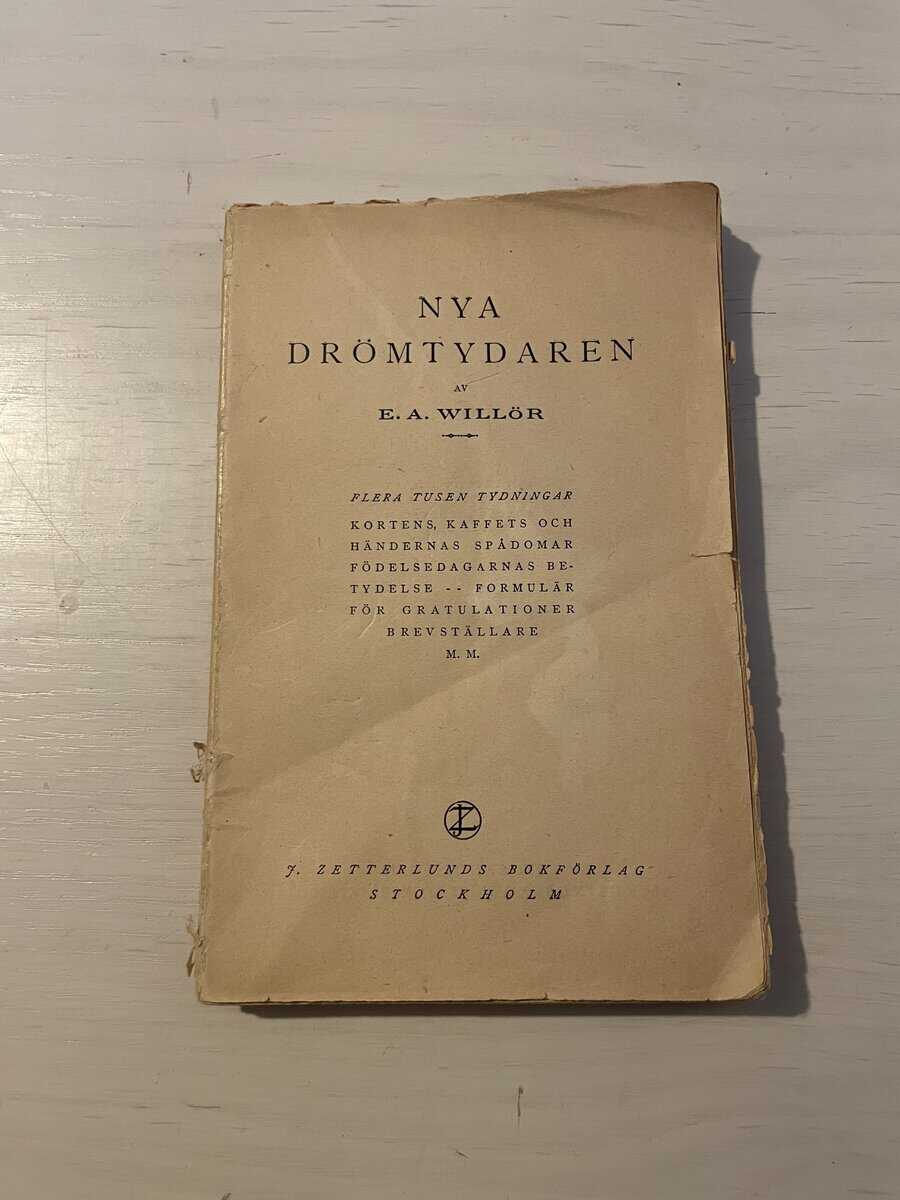 NYA
DRÖMTYDAREN
AV
E. A. WILLÖR
FLERA TUSEN TYDNINGAR
KORTENS, KAFFETS OCH
HÄNDERNAS SPÅDOMAR
FÖDELSEDAGARNAS BE-
TYDELSE -- FORMULÄR
FÖR GRATULATIONER
BREVSTÄLLARE
M. M.
JZ
J. ZETTERLUNDS BOKFÖRLAG
STOCKHOLM